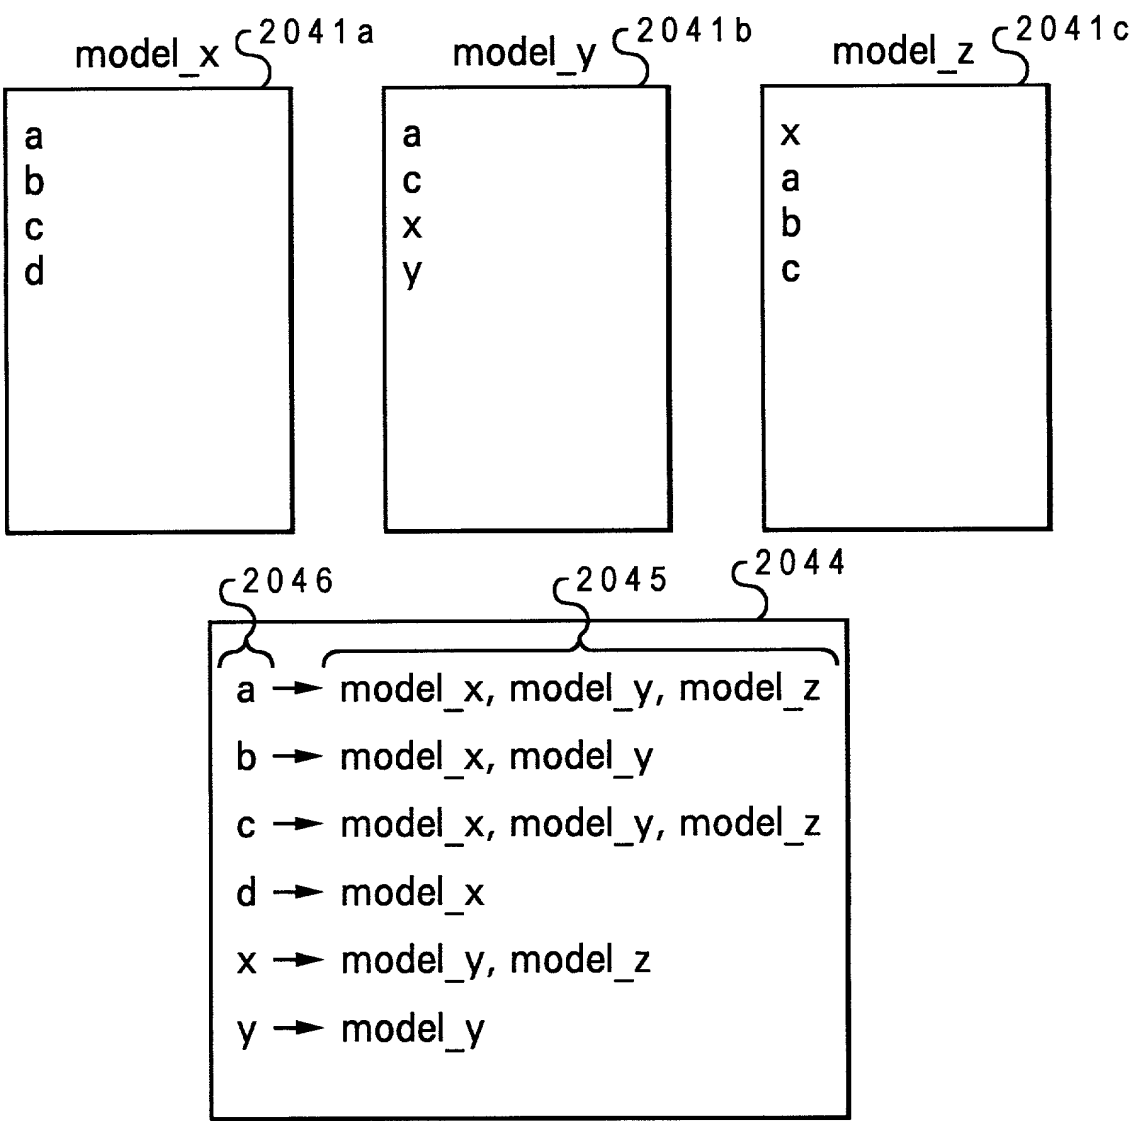 model_x 2041a
a
b
c
d
model_y 2041b
a
c
x
y
model_z 2041c
x
a
b
c
2046 2045 2044
a → model_x, model_y, model_z
b → model_x, model_y
c → model_x, model_y, model_z
d → model_x
x → model_y, model_z
y → model_y